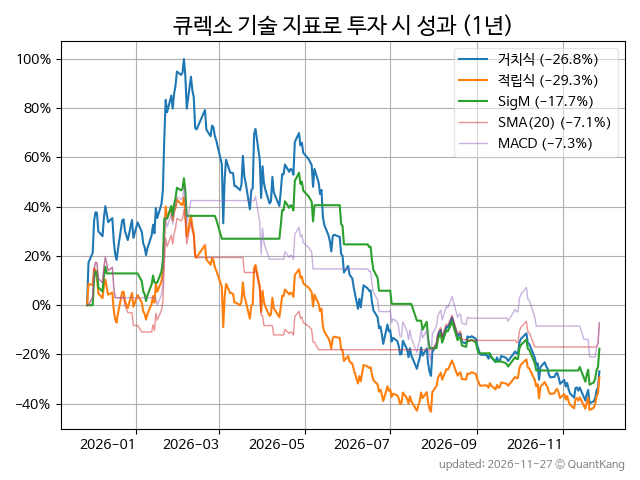 큐렉소 기술 지표로 투자 시 성과 (1년)
100%
80%
60%
40%
20%
0%
−20%
−40%
거치식 (−26.8%)
적립식 (−29.3%)
SigM (−17.7%)
SMA(20) (−7.1%)
MACD (−7.3%)
2026-01
2026-03
2026-05
2026-07
2026-09
2026-11
updated: 2026-11-27 © QuantKang